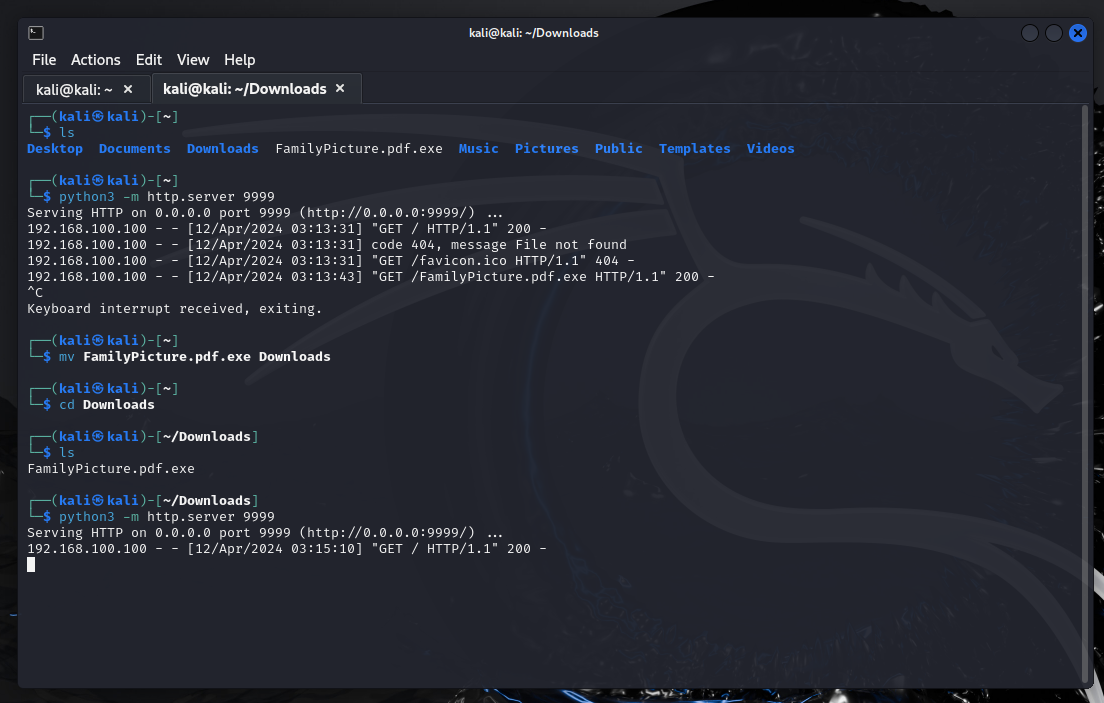 kali@kali: ~/Downloads
File Actions Edit View Help
kali@kali: ~ × kali@kali: ~/Downloads ×
┌──(kali㉿kali)-[~]
└─$ ls
Desktop Documents Downloads FamilyPicture.pdf.exe Music Pictures Public Templates Videos
┌──(kali㉿kali)-[~]
└─$ python3 -m http.server 9999
Serving HTTP on 0.0.0.0 port 9999 (http://0.0.0.0:9999/) ...
192.168.100.100 - - [12/Apr/2024 03:13:31] "GET / HTTP/1.1" 200 -
192.168.100.100 - - [12/Apr/2024 03:13:31] code 404, message File not found
192.168.100.100 - - [12/Apr/2024 03:13:31] "GET /favicon.ico HTTP/1.1" 404 -
192.168.100.100 - - [12/Apr/2024 03:13:43] "GET /FamilyPicture.pdf.exe HTTP/1.1" 200 -
^C
Keyboard interrupt received, exiting.
┌──(kali㉿kali)-[~]
└─$ mv FamilyPicture.pdf.exe Downloads
┌──(kali㉿kali)-[~]
└─$ cd Downloads
┌──(kali㉿kali)-[~/Downloads]
└─$ ls
FamilyPicture.pdf.exe
┌──(kali㉿kali)-[~/Downloads]
└─$ python3 -m http.server 9999
Serving HTTP on 0.0.0.0 port 9999 (http://0.0.0.0:9999/) ...
192.168.100.100 - - [12/Apr/2024 03:15:10] "GET / HTTP/1.1" 200 -